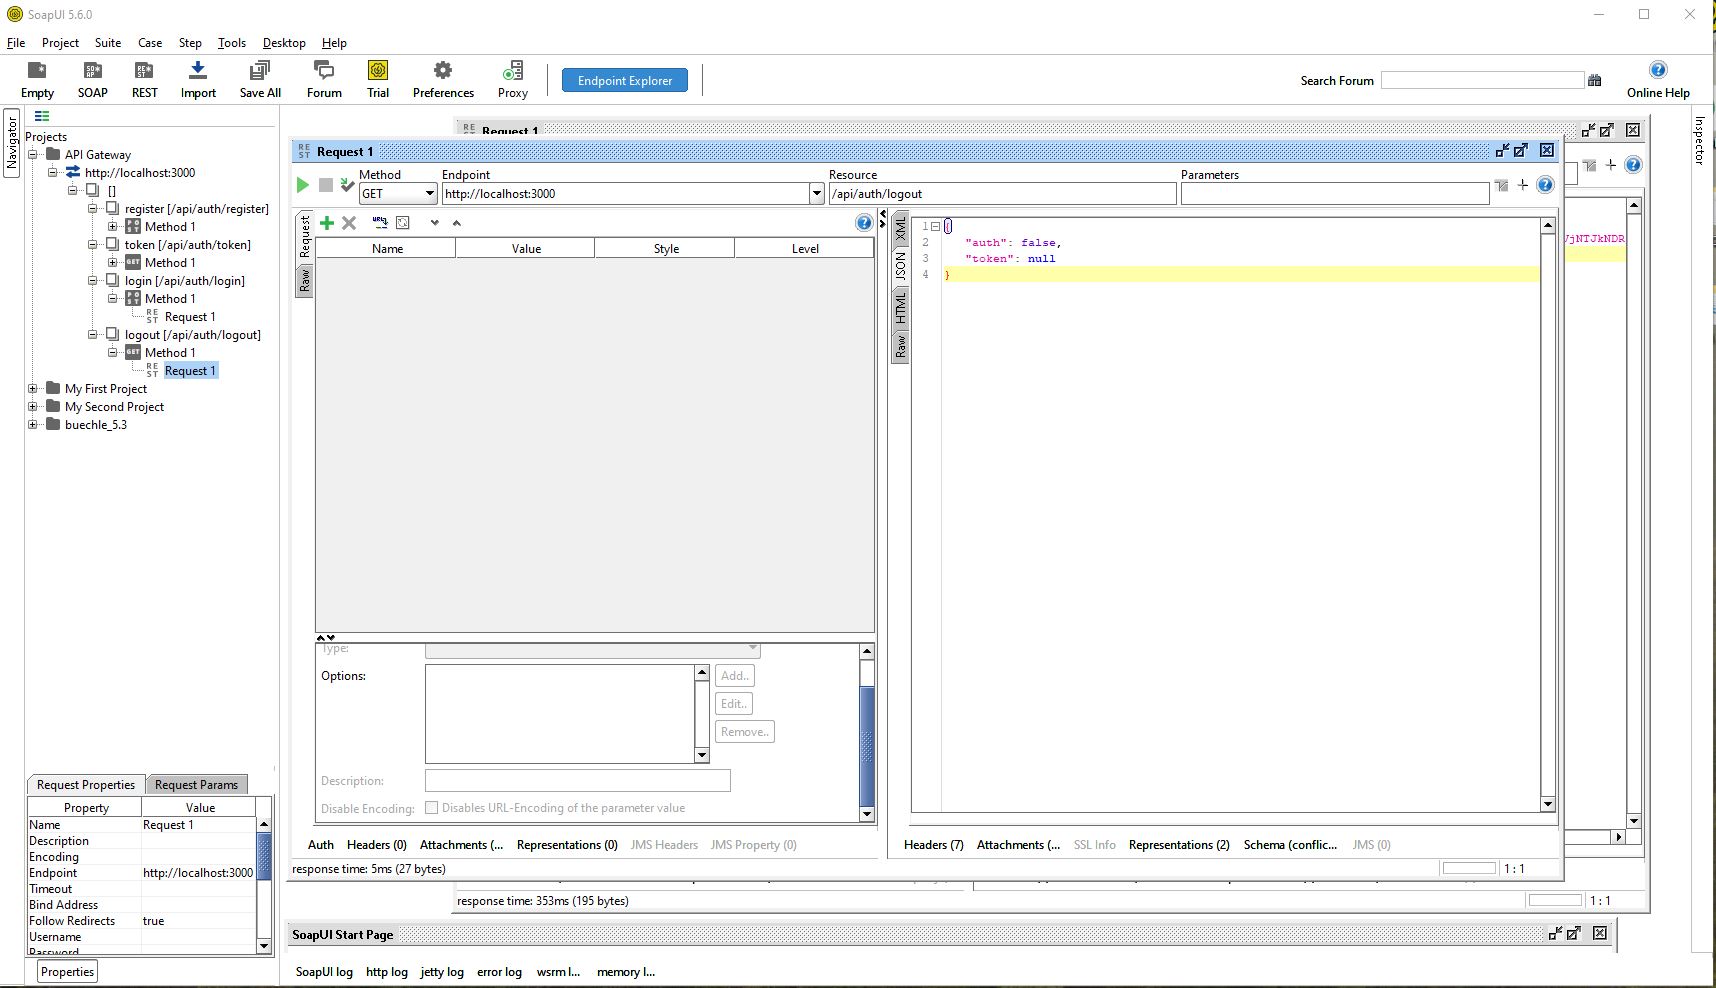 SoapUI 5.6.0
File Project Suite Case Step Tools Desktop Help
Empty SOAP REST Import Save All Forum Trial Preferences Proxy Endpoint Explorer Search Forum Online Help
Navigator
Projects
API Gateway
http://localhost:3000
[]
register [/api/auth/register]
POST Method 1
token [/api/auth/token]
GET Method 1
login [/api/auth/login]
POST Method 1
REST Request 1
logout [/api/auth/logout]
GET Method 1
REST Request 1
My First Project
My Second Project
buechle_5.3
Request Properties Request Params
Property Value
Name Request 1
Description
Encoding
Endpoint http://localhost:3000
Timeout
Bind Address
Follow Redirects true
Username
Password
Properties
REST Request 1
REST Request 1
Method Endpoint Resource Parameters
GET http://localhost:3000 /api/auth/logout
Request
Raw
Name Value Style Level
Type:
Options:
Add..
Edit..
Remove..
Description:
Disable Encoding: Disables URL-Encoding of the parameter value
Auth Headers (0) Attachments (... Representations (0) JMS Headers JMS Property (0)
response time: 5ms (27 bytes)
XML
JSON
HTML
Raw
1 {
2 "auth": false,
3 "token": null
4 }
Headers (7) Attachments (... SSL Info Representations (2) Schema (conflic... JMS (0)
1 : 1
VjNTJkNDR
response time: 353ms (195 bytes)
1 : 1
SoapUI Start Page
SoapUI log http log jetty log error log wsrm l... memory l...
Inspector